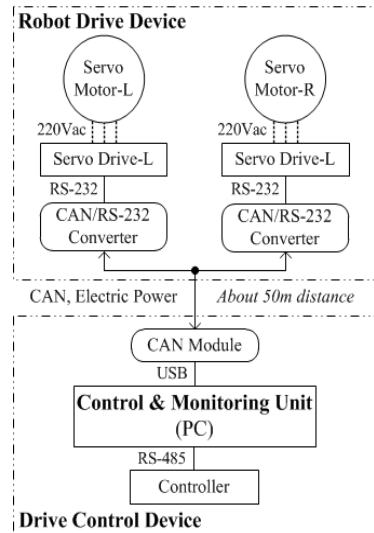 Robot Drive Device
Servo Motor-L
Servo Motor-R
220Vac
220Vac
Servo Drive-L
Servo Drive-L
RS-232
RS-232
CAN/RS-232 Converter
CAN/RS-232 Converter
CAN, Electric Power
About 50m distance
CAN Module
USB
Control & Monitoring Unit
(PC)
RS-485
Controller
Drive Control Device